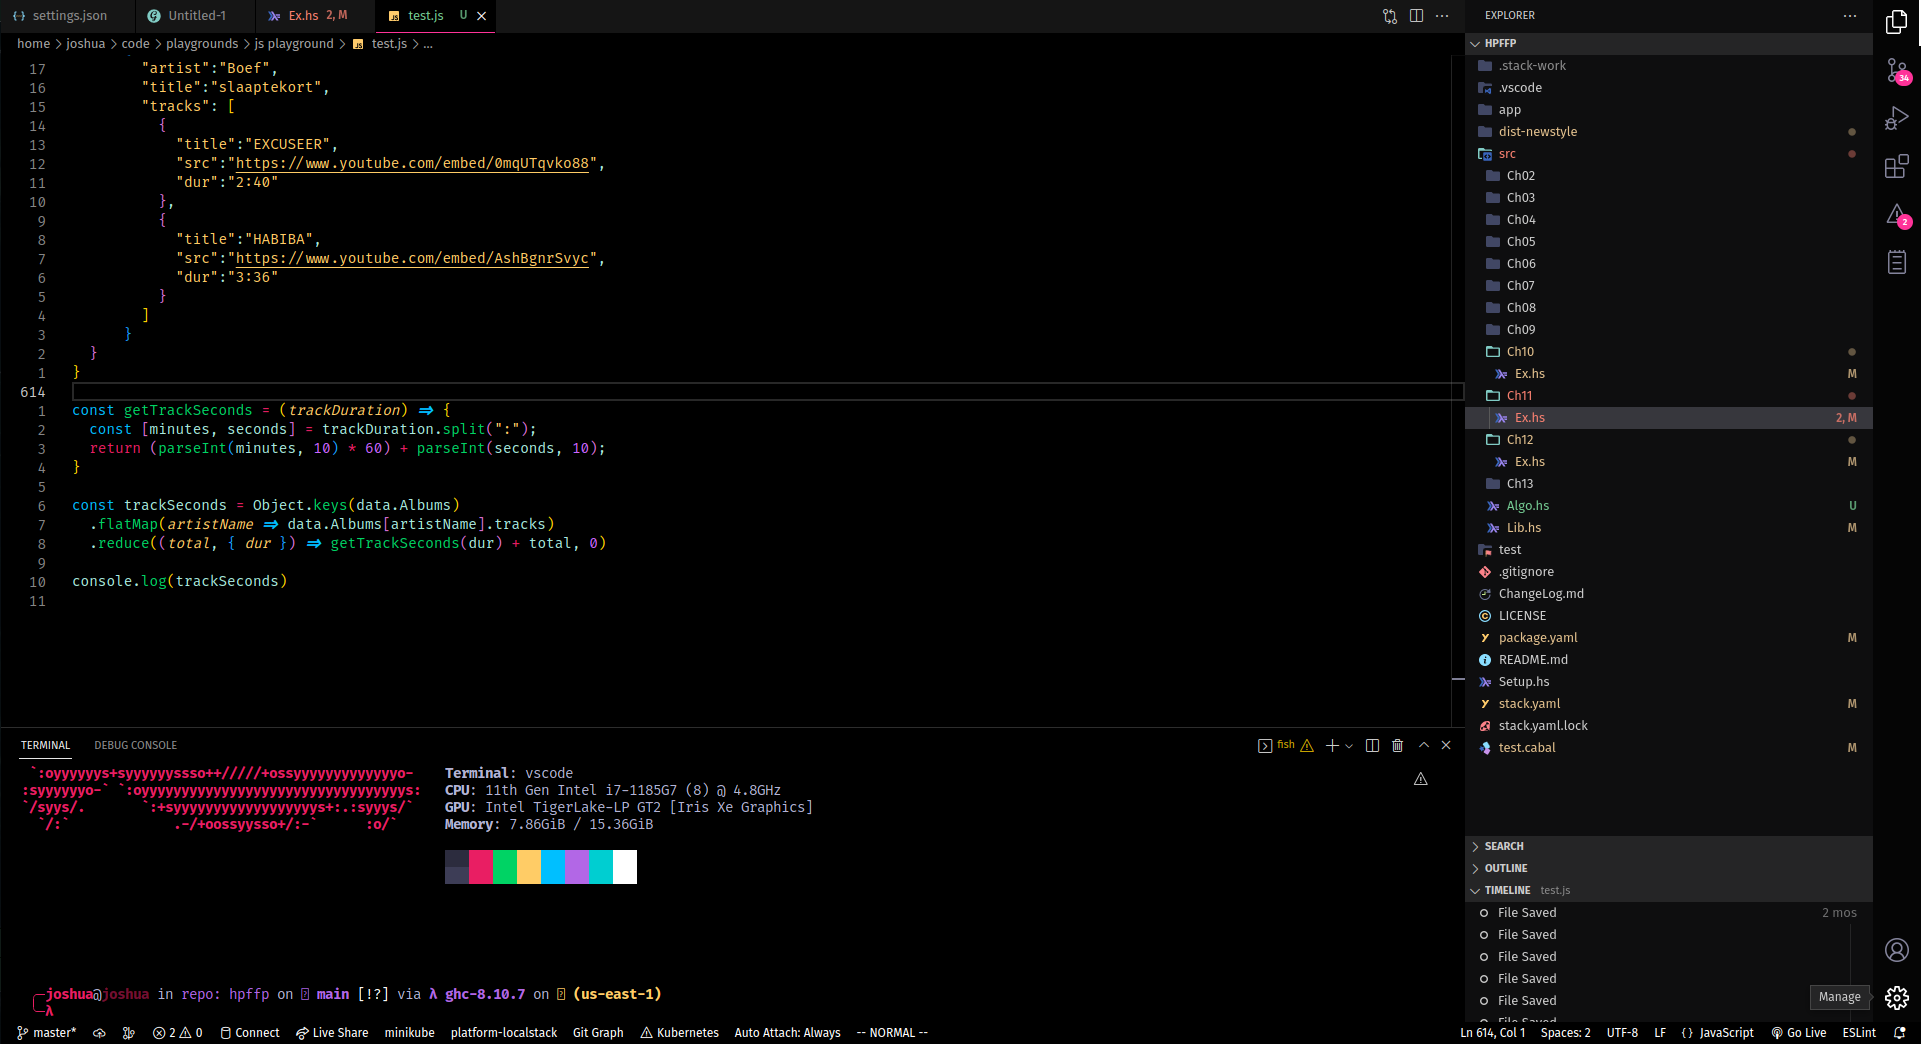 settings.json
Untitled-1
Ex.hs 2, M
test.js U
home > joshua > code > playgrounds > js playground > test.js > ...
17 "artist":"Boef",
16 "title":"slaaptekort",
15 "tracks": [
14 {
13 "title":"EXCUSEER",
12 "src":"https://www.youtube.com/embed/0mqUTqvko88",
11 "dur":"2:40"
10 },
9 {
8 "title":"HABIBA",
7 "src":"https://www.youtube.com/embed/AshBgnrSvyc",
6 "dur":"3:36"
5 }
4 ]
3 }
2 }
1 }
614
1 const getTrackSeconds = (trackDuration) => {
2 const [minutes, seconds] = trackDuration.split(":");
3 return (parseInt(minutes, 10) * 60) + parseInt(seconds, 10);
4 }
5
6 const trackSeconds = Object.keys(data.Albums)
7 .flatMap(artistName => data.Albums[artistName].tracks)
8 .reduce((total, { dur }) => getTrackSeconds(dur) + total, 0)
9
10 console.log(trackSeconds)
11
TERMINAL
DEBUG CONSOLE
fish
`:oyyyyyys+syyyyyyssso++/////+ossyyyyyyyyyyyyyo-
:syyyyyyo-` `:oyyyyyyyyyyyyyyyyyyyyyyyyyyyyyyyyys:
`/syys/. `:+syyyyyyyyyyyyyyyyyys+:.:syyys/`
`/:` .-/+oossyysso+/:-` :o/`
Terminal: vscode
CPU: 11th Gen Intel i7-1185G7 (8) @ 4.8GHz
GPU: Intel TigerLake-LP GT2 [Iris Xe Graphics]
Memory: 7.86GiB / 15.36GiB
joshua@joshua in repo: hpffp on main [!?] via λ ghc-8.10.7 on (us-east-1)
λ
EXPLORER
HPFFP
.stack-work
.vscode
app
dist-newstyle
src
Ch02
Ch03
Ch04
Ch05
Ch06
Ch07
Ch08
Ch09
Ch10
Ex.hs M
Ch11
Ex.hs 2, M
Ch12
Ex.hs M
Ch13
Algo.hs U
Lib.hs M
test
.gitignore
ChangeLog.md
LICENSE
package.yaml M
README.md
Setup.hs
stack.yaml M
stack.yaml.lock
test.cabal M
SEARCH
OUTLINE
TIMELINE test.js
File Saved 2 mos
File Saved
File Saved
File Saved
File Saved
File Saved
34
2
Manage
master* 2 0 Connect Live Share minikube platform-localstack Git Graph Kubernetes Auto Attach: Always -- NORMAL --
Ln 614, Col 1 Spaces: 2 UTF-8 LF { } JavaScript Go Live ESLint